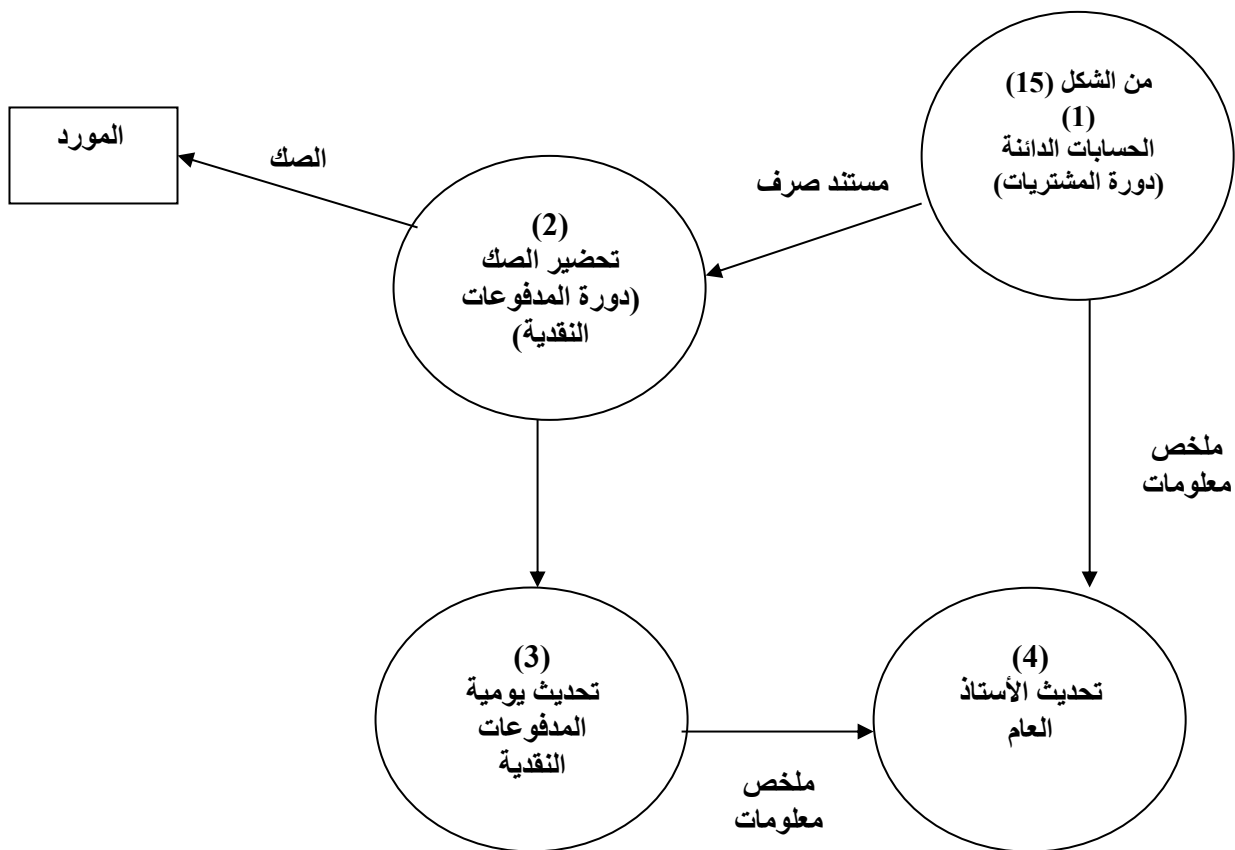 من الشكل (15)
(1)
الحسابات الدائنة
(دورة المشتريات)
مستند صرف
المورد
الصك
(2)
تحضير الصك
(دورة المدفوعات
النقدية)
ملخص
معلومات
(3)
تحديث يومية
المدفوعات
النقدية
ملخص
معلومات
(4)
تحديث الأستاذ
العام